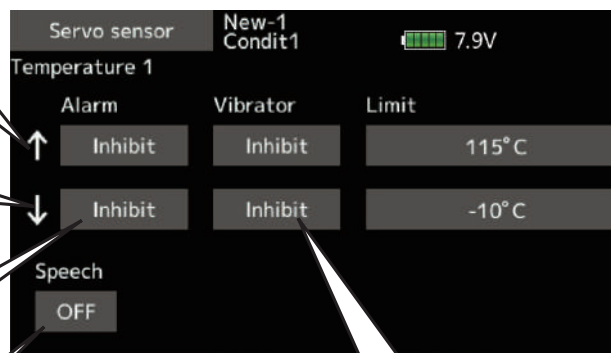 Servo sensor
New-1
Condit1
7.9V
Temperature 1
Alarm Vibrator Limit
↑ Inhibit Inhibit 115°C
↓ Inhibit Inhibit -10°C
Speech
OFF